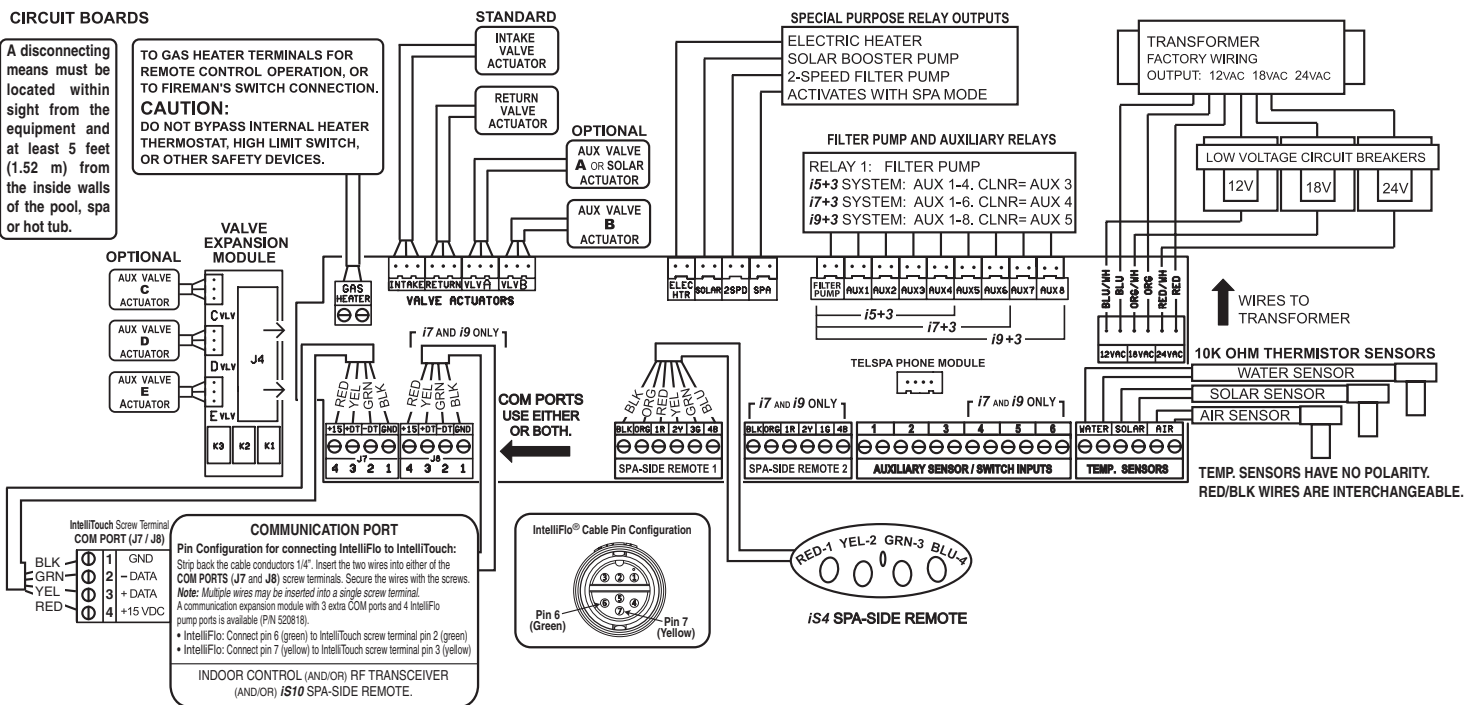 CIRCUIT BOARDS
A disconnecting
means must be
located within
sight from the
equipment and
at least 5 feet
(1.52 m) from
the inside walls
of the pool, spa
or hot tub.
TO GAS HEATER TERMINALS FOR
REMOTE CONTROL OPERATION, OR
TO FIREMAN'S SWITCH CONNECTION.
CAUTION:
DO NOT BYPASS INTERNAL HEATER
THERMOSTAT, HIGH LIMIT SWITCH,
OR OTHER SAFETY DEVICES.
STANDARD
INTAKE
VALVE
ACTUATOR
RETURN
VALVE
ACTUATOR
OPTIONAL
AUX VALVE
A OR SOLAR
ACTUATOR
AUX VALVE
B
ACTUATOR
SPECIAL PURPOSE RELAY OUTPUTS
ELECTRIC HEATER
SOLAR BOOSTER PUMP
2-SPEED FILTER PUMP
ACTIVATES WITH SPA MODE
FILTER PUMP AND AUXILIARY RELAYS
RELAY 1: FILTER PUMP
i5+3 SYSTEM: AUX 1-4. CLNR= AUX 3
i7+3 SYSTEM: AUX 1-6. CLNR= AUX 4
i9+3 SYSTEM: AUX 1-8. CLNR= AUX 5
TRANSFORMER
FACTORY WIRING
OUTPUT: 12VAC 18VAC 24VAC
LOW VOLTAGE CIRCUIT BREAKERS
12V 18V 24V
BLU/WH
BLU
ORG/WH
ORG
RED/WH
RED
12VAC 18VAC 24VAC
WIRES TO
TRANSFORMER
OPTIONAL
VALVE
EXPANSION
MODULE
AUX VALVE
C
ACTUATOR
AUX VALVE
D
ACTUATOR
AUX VALVE
E
ACTUATOR
C VLV
D VLV
E VLV
J4
K3 K2 K1
GAS
HEATER
INTAKE RETURN VLV A VLV B
VALVE ACTUATORS
ELEC
HTR
SOLAR 2SPD SPA
FILTER
PUMP
AUX1 AUX2 AUX3 AUX4 AUX5 AUX6 AUX7 AUX8
i5+3
i7+3
i9+3
TELSPA PHONE MODULE
i7 AND i9 ONLY
RED YEL GRN BLK
RED YEL GRN BLK
+15 +DT -DT GND
J7
4 3 2 1
+15 +DT -DT GND
J8
4 3 2 1
COM PORTS
USE EITHER
OR BOTH.
BLK ORG RED YEL GRN BLU
BLK ORG 1R 2Y 3G 4B
SPA-SIDE REMOTE 1
i7 AND i9 ONLY
BLK ORG 1R 2Y 1G 4B
SPA-SIDE REMOTE 2
i7 AND i9 ONLY
1 2 3 4 5 6
AUXILIARY SENSOR / SWITCH INPUTS
WATER SOLAR AIR
TEMP. SENSORS
10K OHM THERMISTOR SENSORS
WATER SENSOR
SOLAR SENSOR
AIR SENSOR
TEMP. SENSORS HAVE NO POLARITY.
RED/BLK WIRES ARE INTERCHANGEABLE.
IntelliTouch Screw Terminal
COM PORT (J7 / J8)
BLK 1 GND
GRN 2 – DATA
YEL 3 + DATA
RED 4 +15 VDC
COMMUNICATION PORT
Pin Configuration for connecting IntelliFlo to IntelliTouch:
Strip back the cable conductors 1/4". Insert the two wires into either of the
COM PORTS (J7 and J8) screw terminals. Secure the wires with the screws.
Note: Multiple wires may be inserted into a single screw terminal.
A communication expansion module with 3 extra COM ports and 4 IntelliFlo
pump ports is available (P/N 520818).
• IntelliFlo: Connect pin 6 (green) to IntelliTouch screw terminal pin 2 (green)
• IntelliFlo: Connect pin 7 (yellow) to IntelliTouch screw terminal pin 3 (yellow)
INDOOR CONTROL (AND/OR) RF TRANSCEIVER
(AND/OR) iS10 SPA-SIDE REMOTE.
IntelliFlo® Cable Pin Configuration
3 2 1
6 5 4
7
Pin 6
(Green)
Pin 7
(Yellow)
RED-1 YEL-2 GRN-3 BLU-4
iS4 SPA-SIDE REMOTE